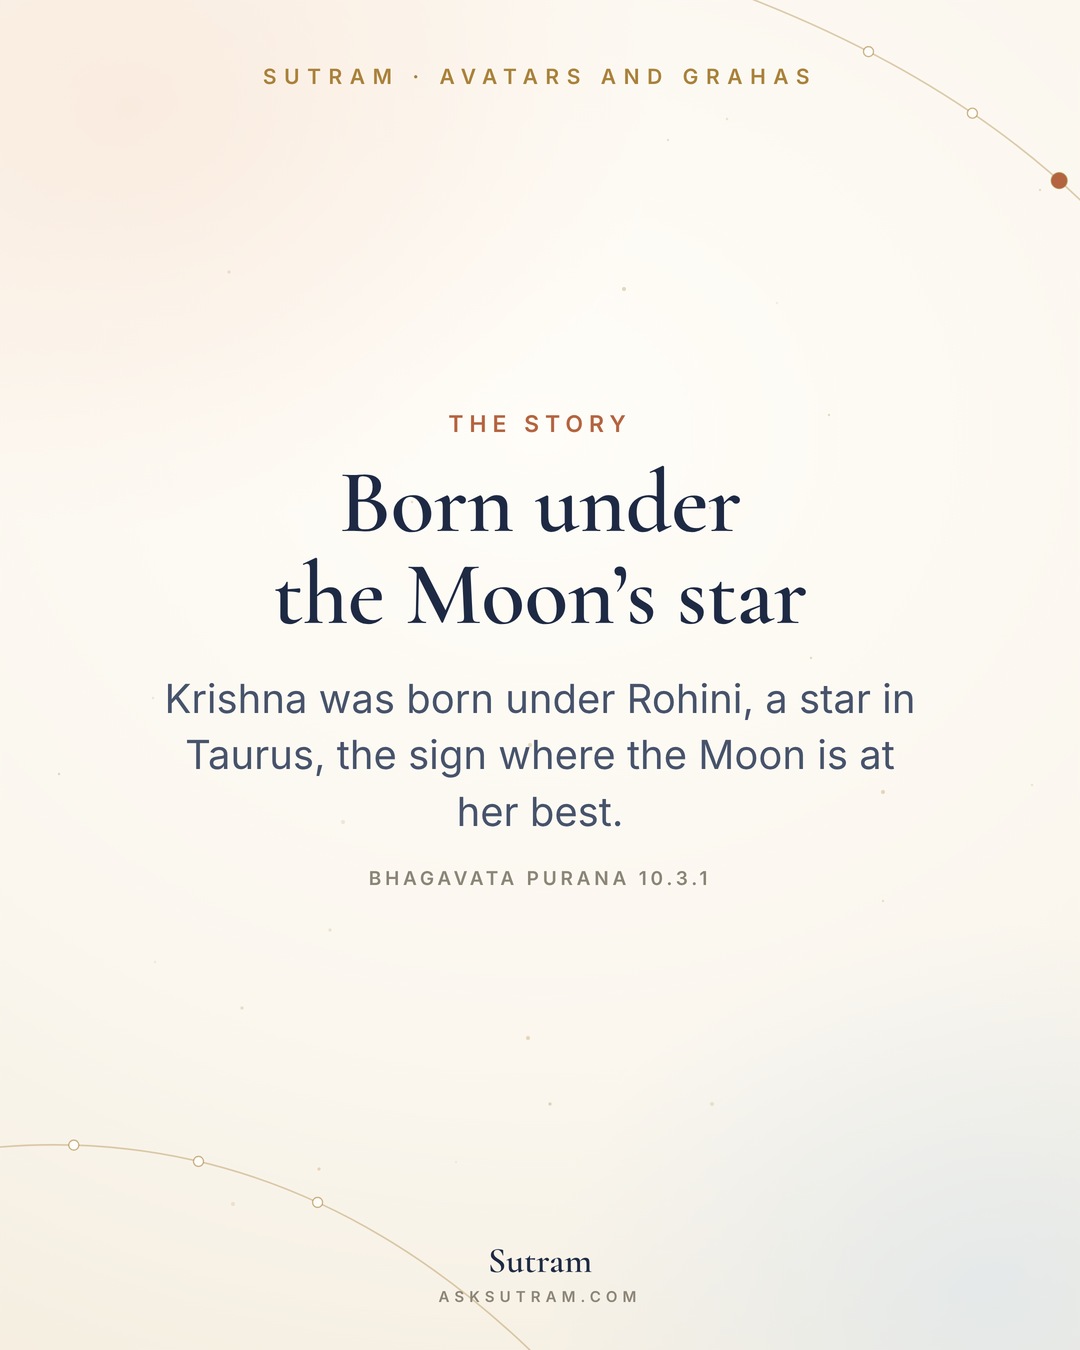 SUTRAM · AVATARS AND GRAHAS
THE STORY
Born under
the Moon’s star
Krishna was born under Rohini, a star in
Taurus, the sign where the Moon is at
her best.
BHAGAVATA PURANA 10.3.1
Sutram
ASKSUTRAM.COM